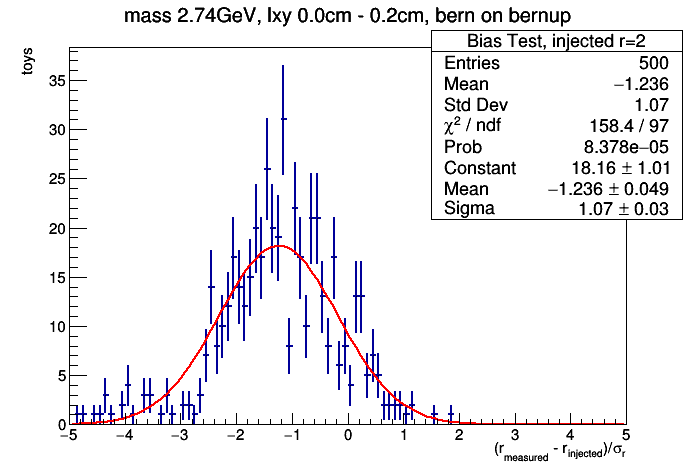 mass 2.74GeV, lxy 0.0cm - 0.2cm, bern on bernup
Bias Test, injected r=2
Entries 500
Mean −1.236
Std Dev 1.07
χ² / ndf 158.4 / 97
Prob 8.378e−05
Constant 18.16 ± 1.01
Mean −1.236 ± 0.049
Sigma 1.07 ± 0.03
toys
35
30
25
20
15
10
5
0
−5 −4 −3 −2 −1 0 1 2 3 4 5
(r_measured - r_injected)/σ_r